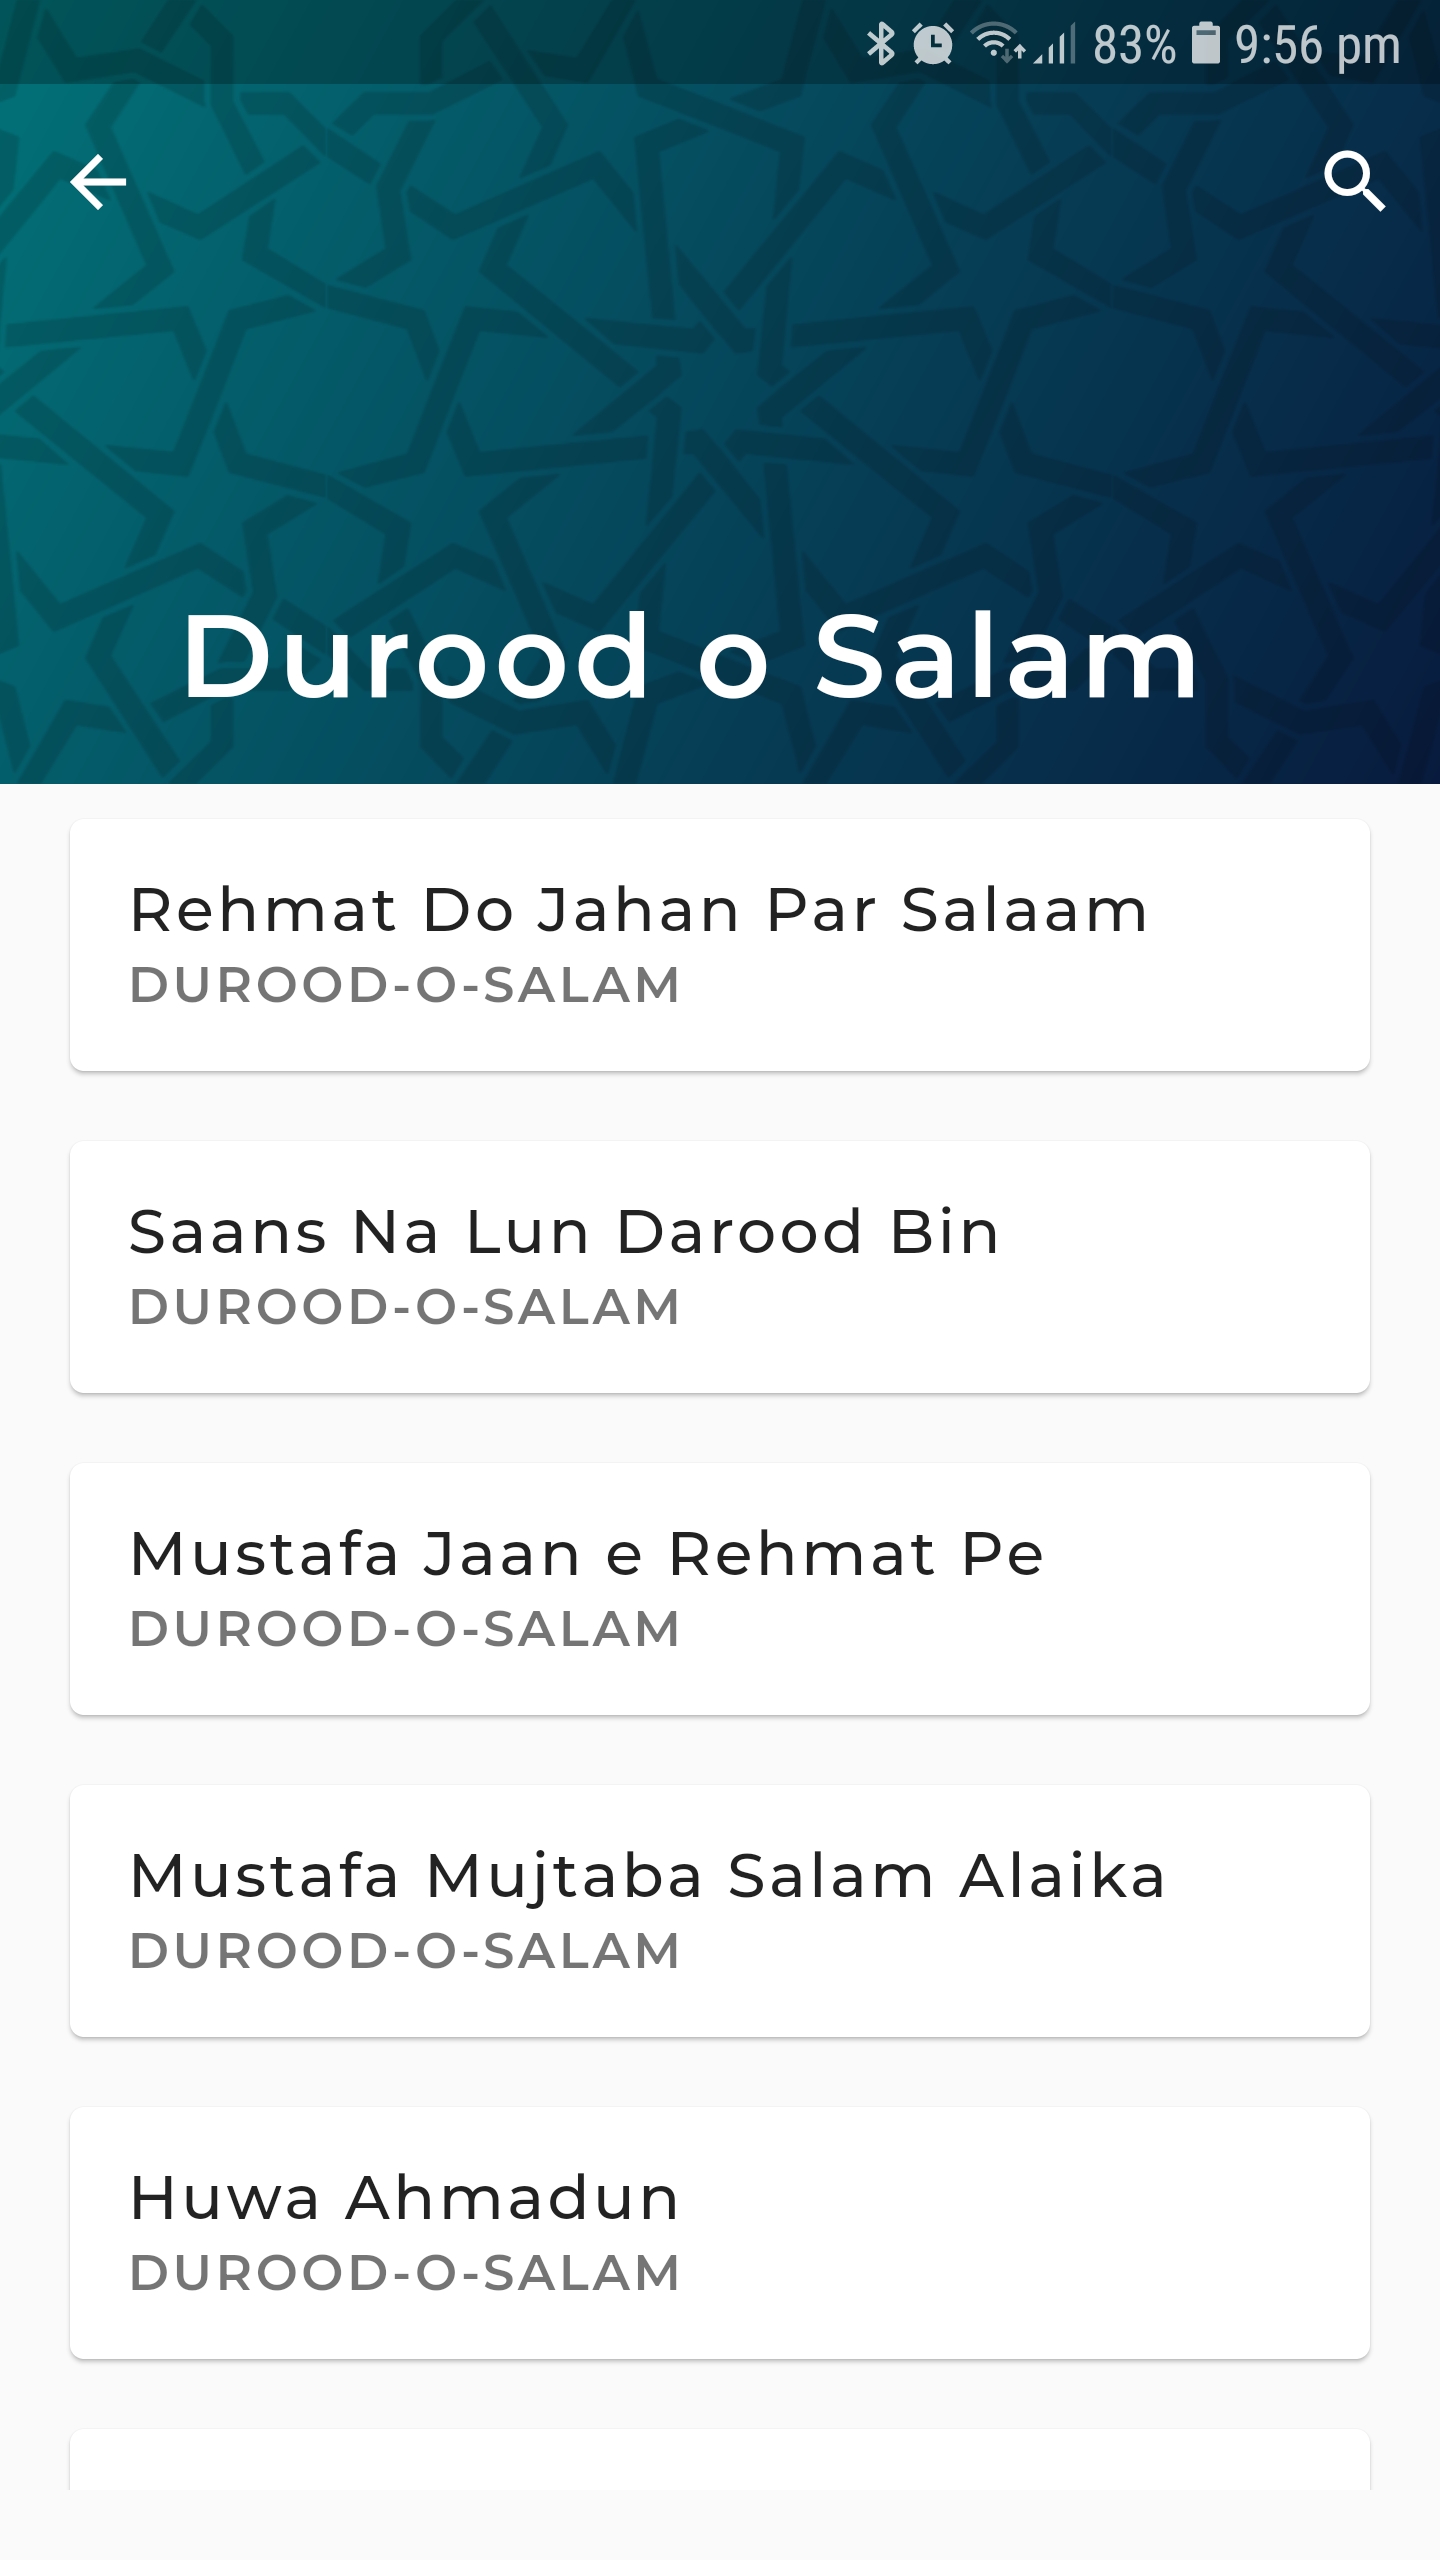 83% 9:56 pm
Durood o Salam
Rehmat Do Jahan Par Salaam
DUROOD-O-SALAM
Saans Na Lun Darood Bin
DUROOD-O-SALAM
Mustafa Jaan e Rehmat Pe
DUROOD-O-SALAM
Mustafa Mujtaba Salam Alaika
DUROOD-O-SALAM
Huwa Ahmadun
DUROOD-O-SALAM